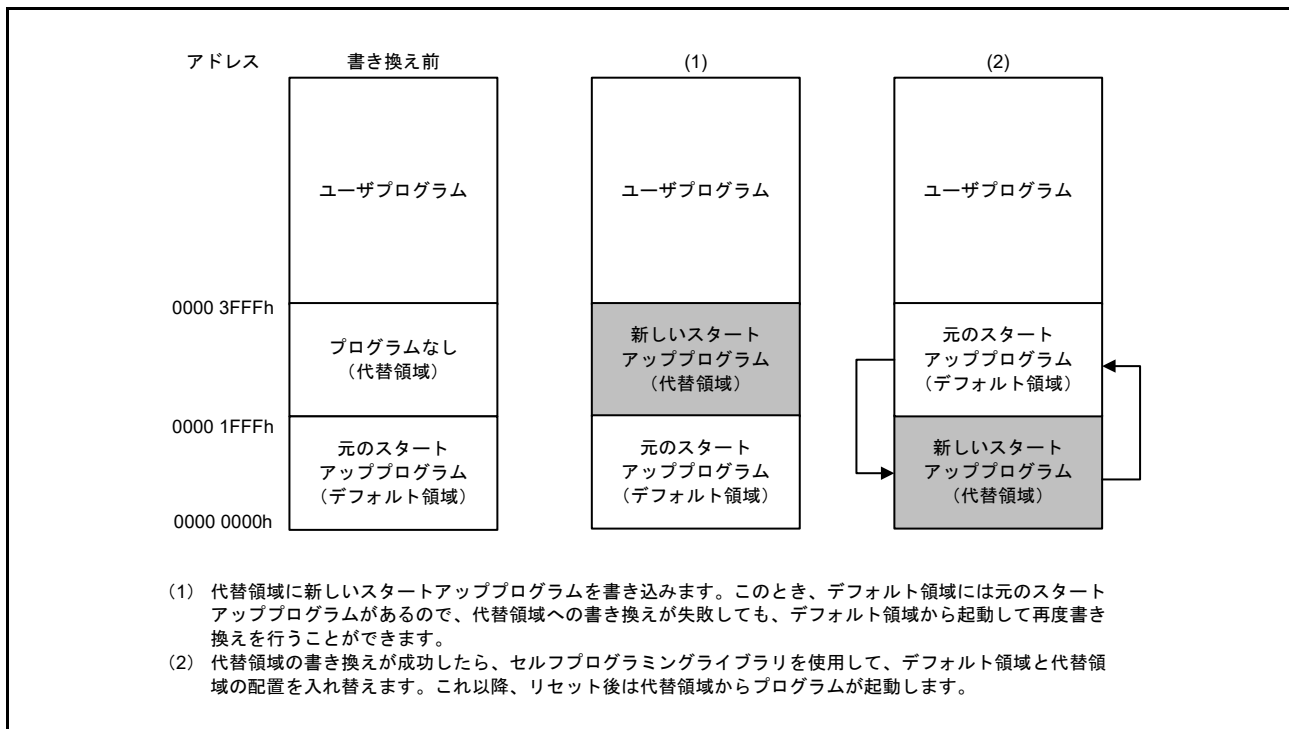 アドレス 書き換え前 (1) (2)
ユーザプログラム ユーザプログラム ユーザプログラム
0000 3FFFh
プログラムなし
（代替領域）
新しいスタート
アッププログラム
（代替領域）
元のスタート
アッププログラム
（デフォルト領域）
0000 1FFFh
元のスタート
アッププログラム
（デフォルト領域）
元のスタート
アッププログラム
（デフォルト領域）
新しいスタート
アッププログラム
（代替領域）
0000 0000h
（1） 代替領域に新しいスタートアッププログラムを書き込みます。このとき、デフォルト領域には元のスタート
アッププログラムがあるので、代替領域への書き換えが失敗しても、デフォルト領域から起動して再度書き
換えを行うことができます。
（2） 代替領域の書き換えが成功したら、セルフプログラミングライブラリを使用して、デフォルト領域と代替領
域の配置を入れ替えます。これ以降、リセット後は代替領域からプログラムが起動します。